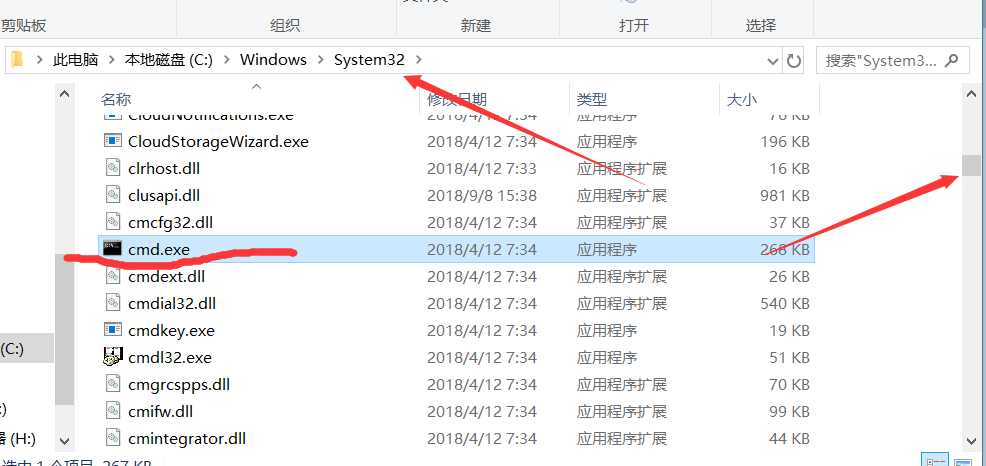 剪贴板 组织 新建 打开 选择
此电脑 > 本地磁盘 (C:) > Windows > System32 >
搜索"System3...
名称 修改日期 类型 大小
CloudNotifications.exe 2018/4/12 7:34 应用程序 76 KB
CloudStorageWizard.exe 2018/4/12 7:34 应用程序 196 KB
clrhost.dll 2018/4/12 7:33 应用程序扩展 16 KB
clusapi.dll 2018/9/8 15:38 应用程序扩展 981 KB
cmcfg32.dll 2018/4/12 7:34 应用程序扩展 37 KB
cmd.exe 2018/4/12 7:34 应用程序 268 KB
cmdext.dll 2018/4/12 7:34 应用程序扩展 26 KB
cmdial32.dll 2018/4/12 7:34 应用程序扩展 540 KB
cmdkey.exe 2018/4/12 7:34 应用程序 19 KB
(C:)
cmdl32.exe 2018/4/12 7:34 应用程序 51 KB
cmgrcspps.dll 2018/4/12 7:34 应用程序扩展 70 KB
cmifw.dll 2018/4/12 7:34 应用程序扩展 99 KB
(H:)
cmintegrator.dll 2018/4/12 7:34 应用程序扩展 44 KB
选中 1 个项目 267 KB